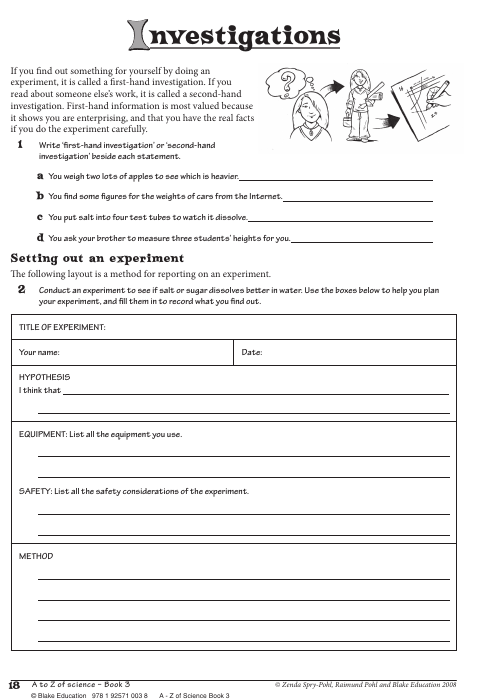 Investigations
If you find out something for yourself by doing an
experiment, it is called a first-hand investigation. If you
read about someone else's work, it is called a second-hand
investigation. First-hand information is most valued because
it shows you are enterprising, and that you have the real facts
if you do the experiment carefully.
?
1 Write 'first-hand investigation' or 'second-hand
investigation' beside each statement.
a You weigh two lots of apples to see which is heavier.
b You find some figures for the weights of cars from the Internet.
c You put salt into four test tubes to watch it dissolve.
d You ask your brother to measure three students' heights for you.
Setting out an experiment
The following layout is a method for reporting on an experiment.
2 Conduct an experiment to see if salt or sugar dissolves better in water. Use the boxes below to help you plan
your experiment, and fill them in to record what you find out.
TITLE OF EXPERIMENT:
Your name: Date:
HYPOTHESIS
I think that
EQUIPMENT: List all the equipment you use.
SAFETY: List all the safety considerations of the experiment.
METHOD
18 A to Z of science – Book 3 © Zenda Spry-Pohl, Raimund Pohl and Blake Education 2008
© Blake Education 978 1 92571 003 8 A - Z of Science Book 3